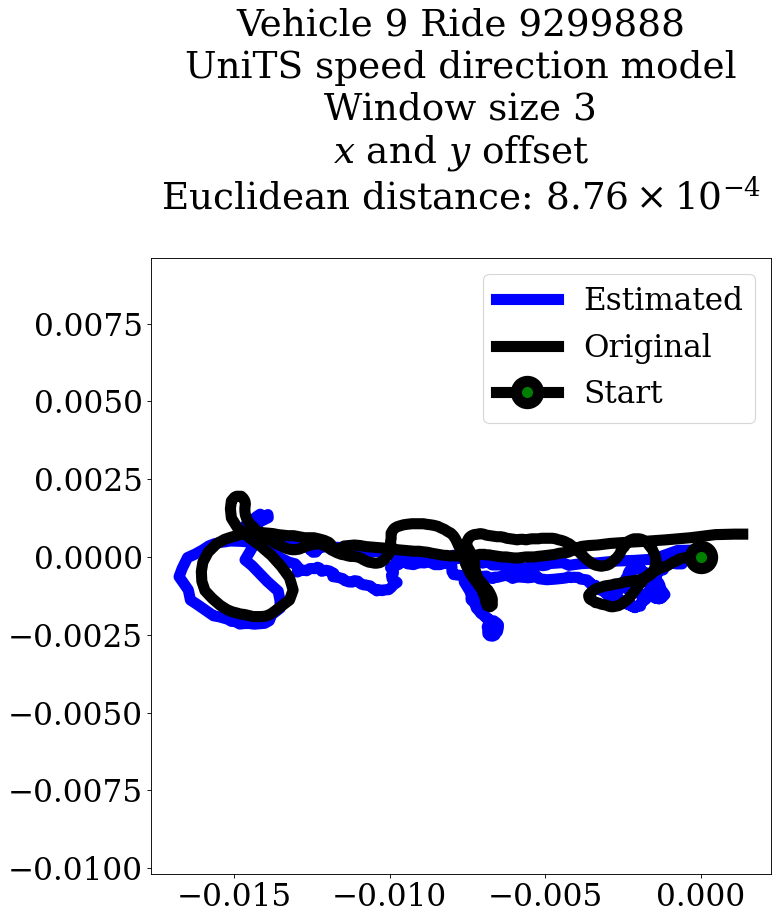 Vehicle 9 Ride 9299888
UniTS speed direction model
Window size 3
x and y offset
Euclidean distance: 8.76 × 10⁻⁴
Estimated
Original
Start
0.0075
0.0050
0.0025
0.0000
−0.0025
−0.0050
−0.0075
−0.0100
−0.015 −0.010 −0.005 0.000